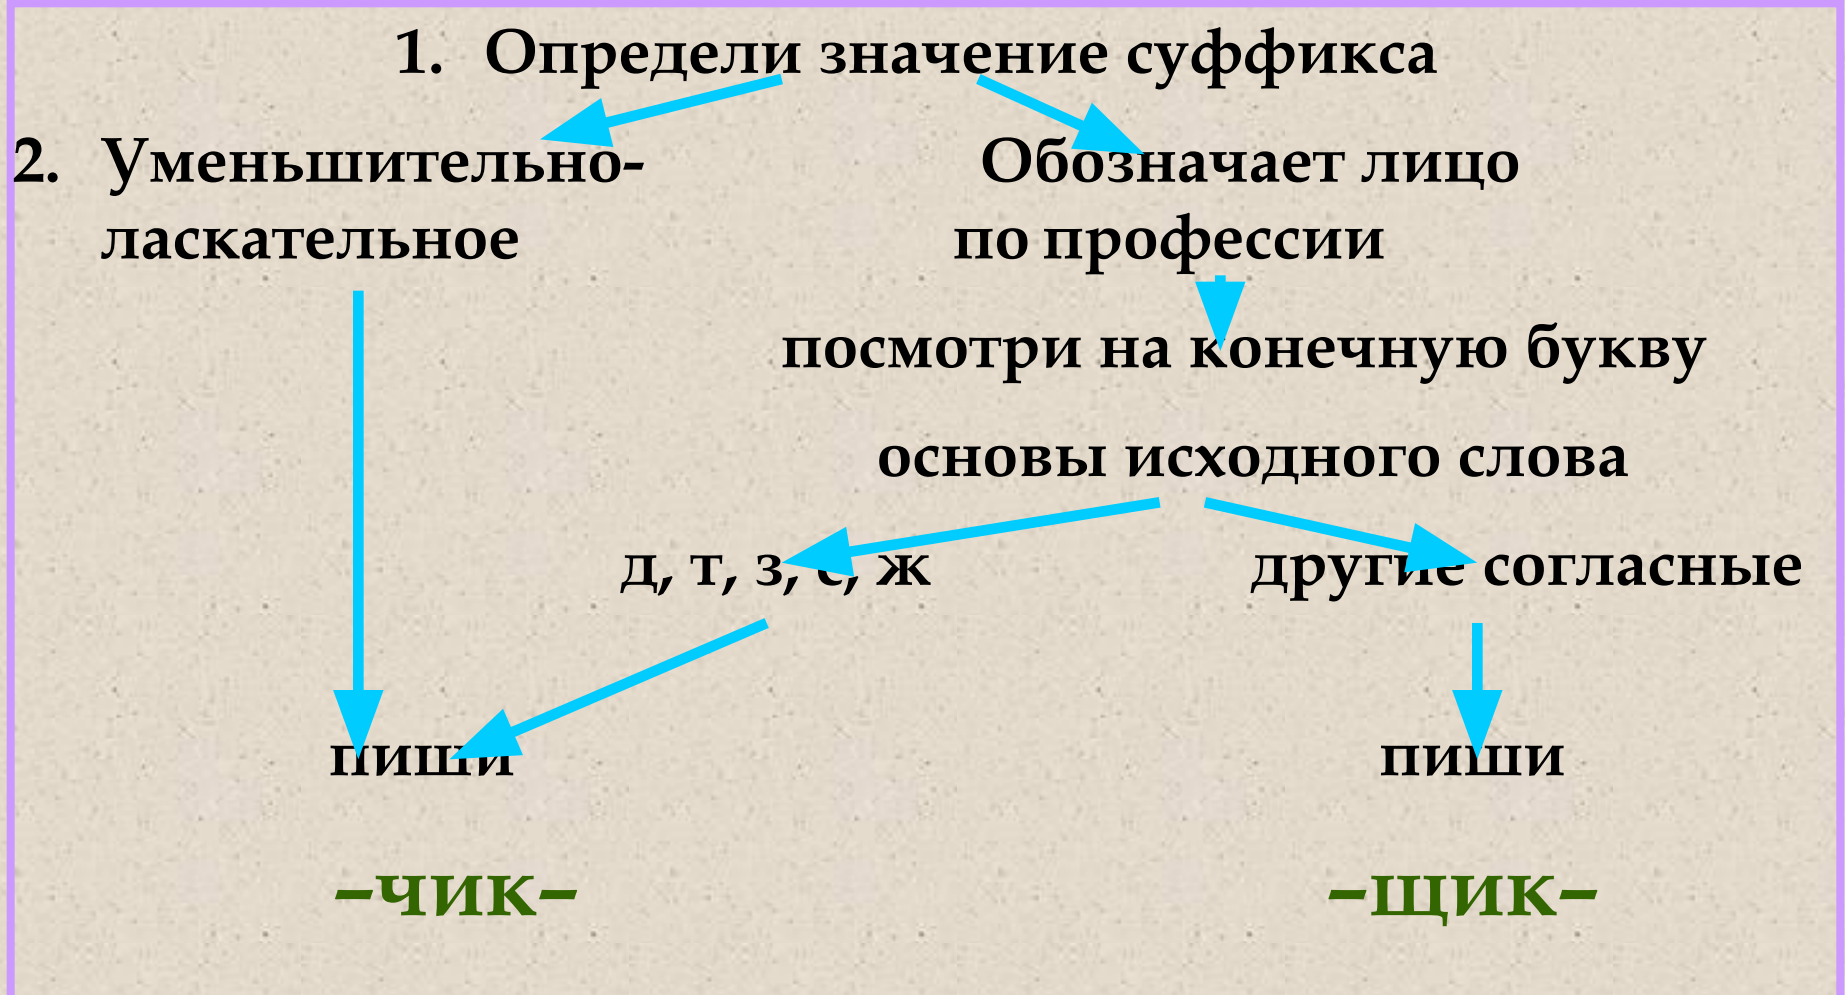 1. Определи значение суффикса
2. Уменьшительно- Обозначает лицо
ласкательное по профессии
посмотри на конечную букву
основы исходного слова
д, т, з, с, ж другие согласные
пиши пиши
–чик– –щик–